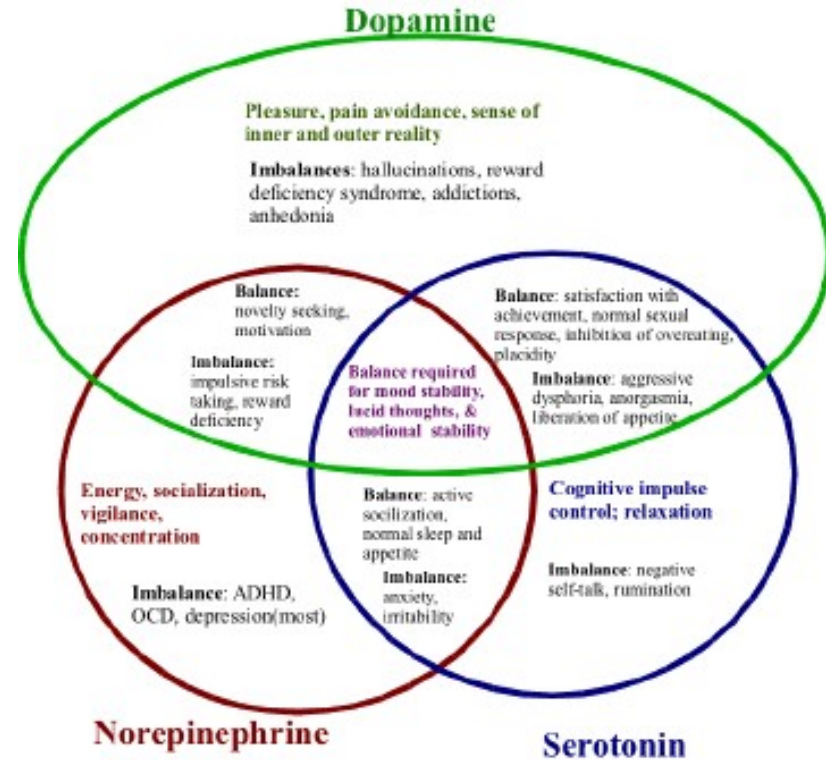 Dopamine
Pleasure, pain avoidance, sense of
inner and outer reality
Imbalances: hallucinations, reward
deficiency syndrome, addictions,
anhedonia
Balance:
novelty seeking,
motivation
Imbalance:
impulsive risk
taking, reward
deficiency
Balance required
for mood stability,
lucid thoughts, &
emotional stability
Balance: satisfaction with
achievement, normal sexual
response, inhibition of overeating,
placidity
Imbalance: aggressive
dysphoria, anorgasmia,
liberation of appetite
Energy, socialization,
vigilance,
concentration
Imbalance: ADHD,
OCD, depression(most)
Balance: active
socilization,
normal sleep and
appetite
Imbalance:
anxiety,
irritability
Cognitive impulse
control; relaxation
Imbalance: negative
self-talk, rumination
Norepinephrine
Serotonin